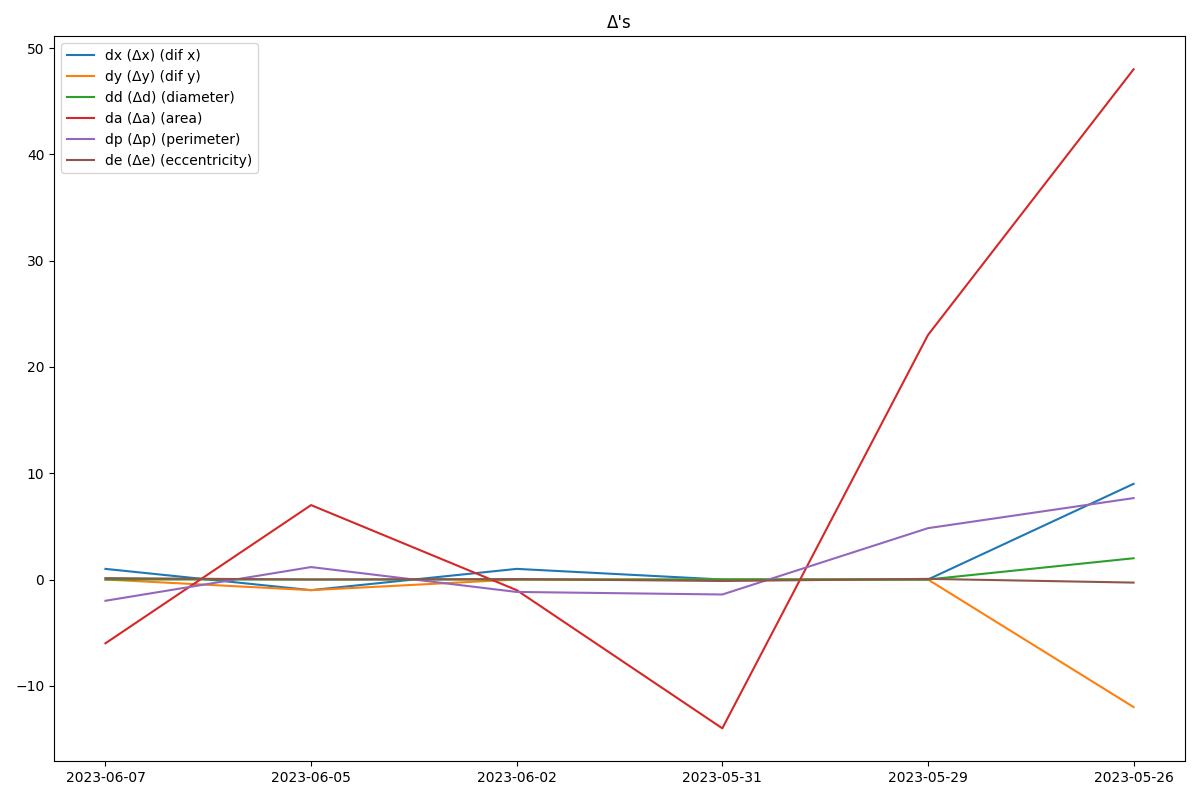 Δ's
dx (Δx) (dif x)
dy (Δy) (dif y)
dd (Δd) (diameter)
da (Δa) (area)
dp (Δp) (perimeter)
de (Δe) (eccentricity)
50
40
30
20
10
0
−10
2023-06-07 2023-06-05 2023-06-02 2023-05-31 2023-05-29 2023-05-26